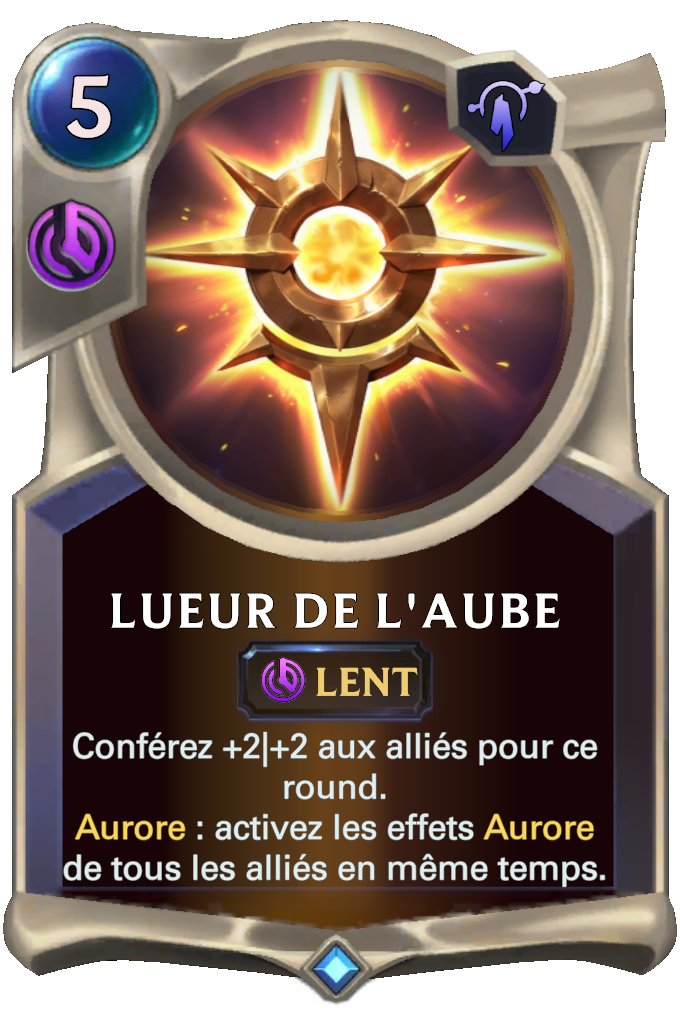 5
LUEUR DE L'AUBE
LENT
Conférez +2|+2 aux alliés pour ce
round.
Aurore : activez les effets Aurore
de tous les alliés en même temps.